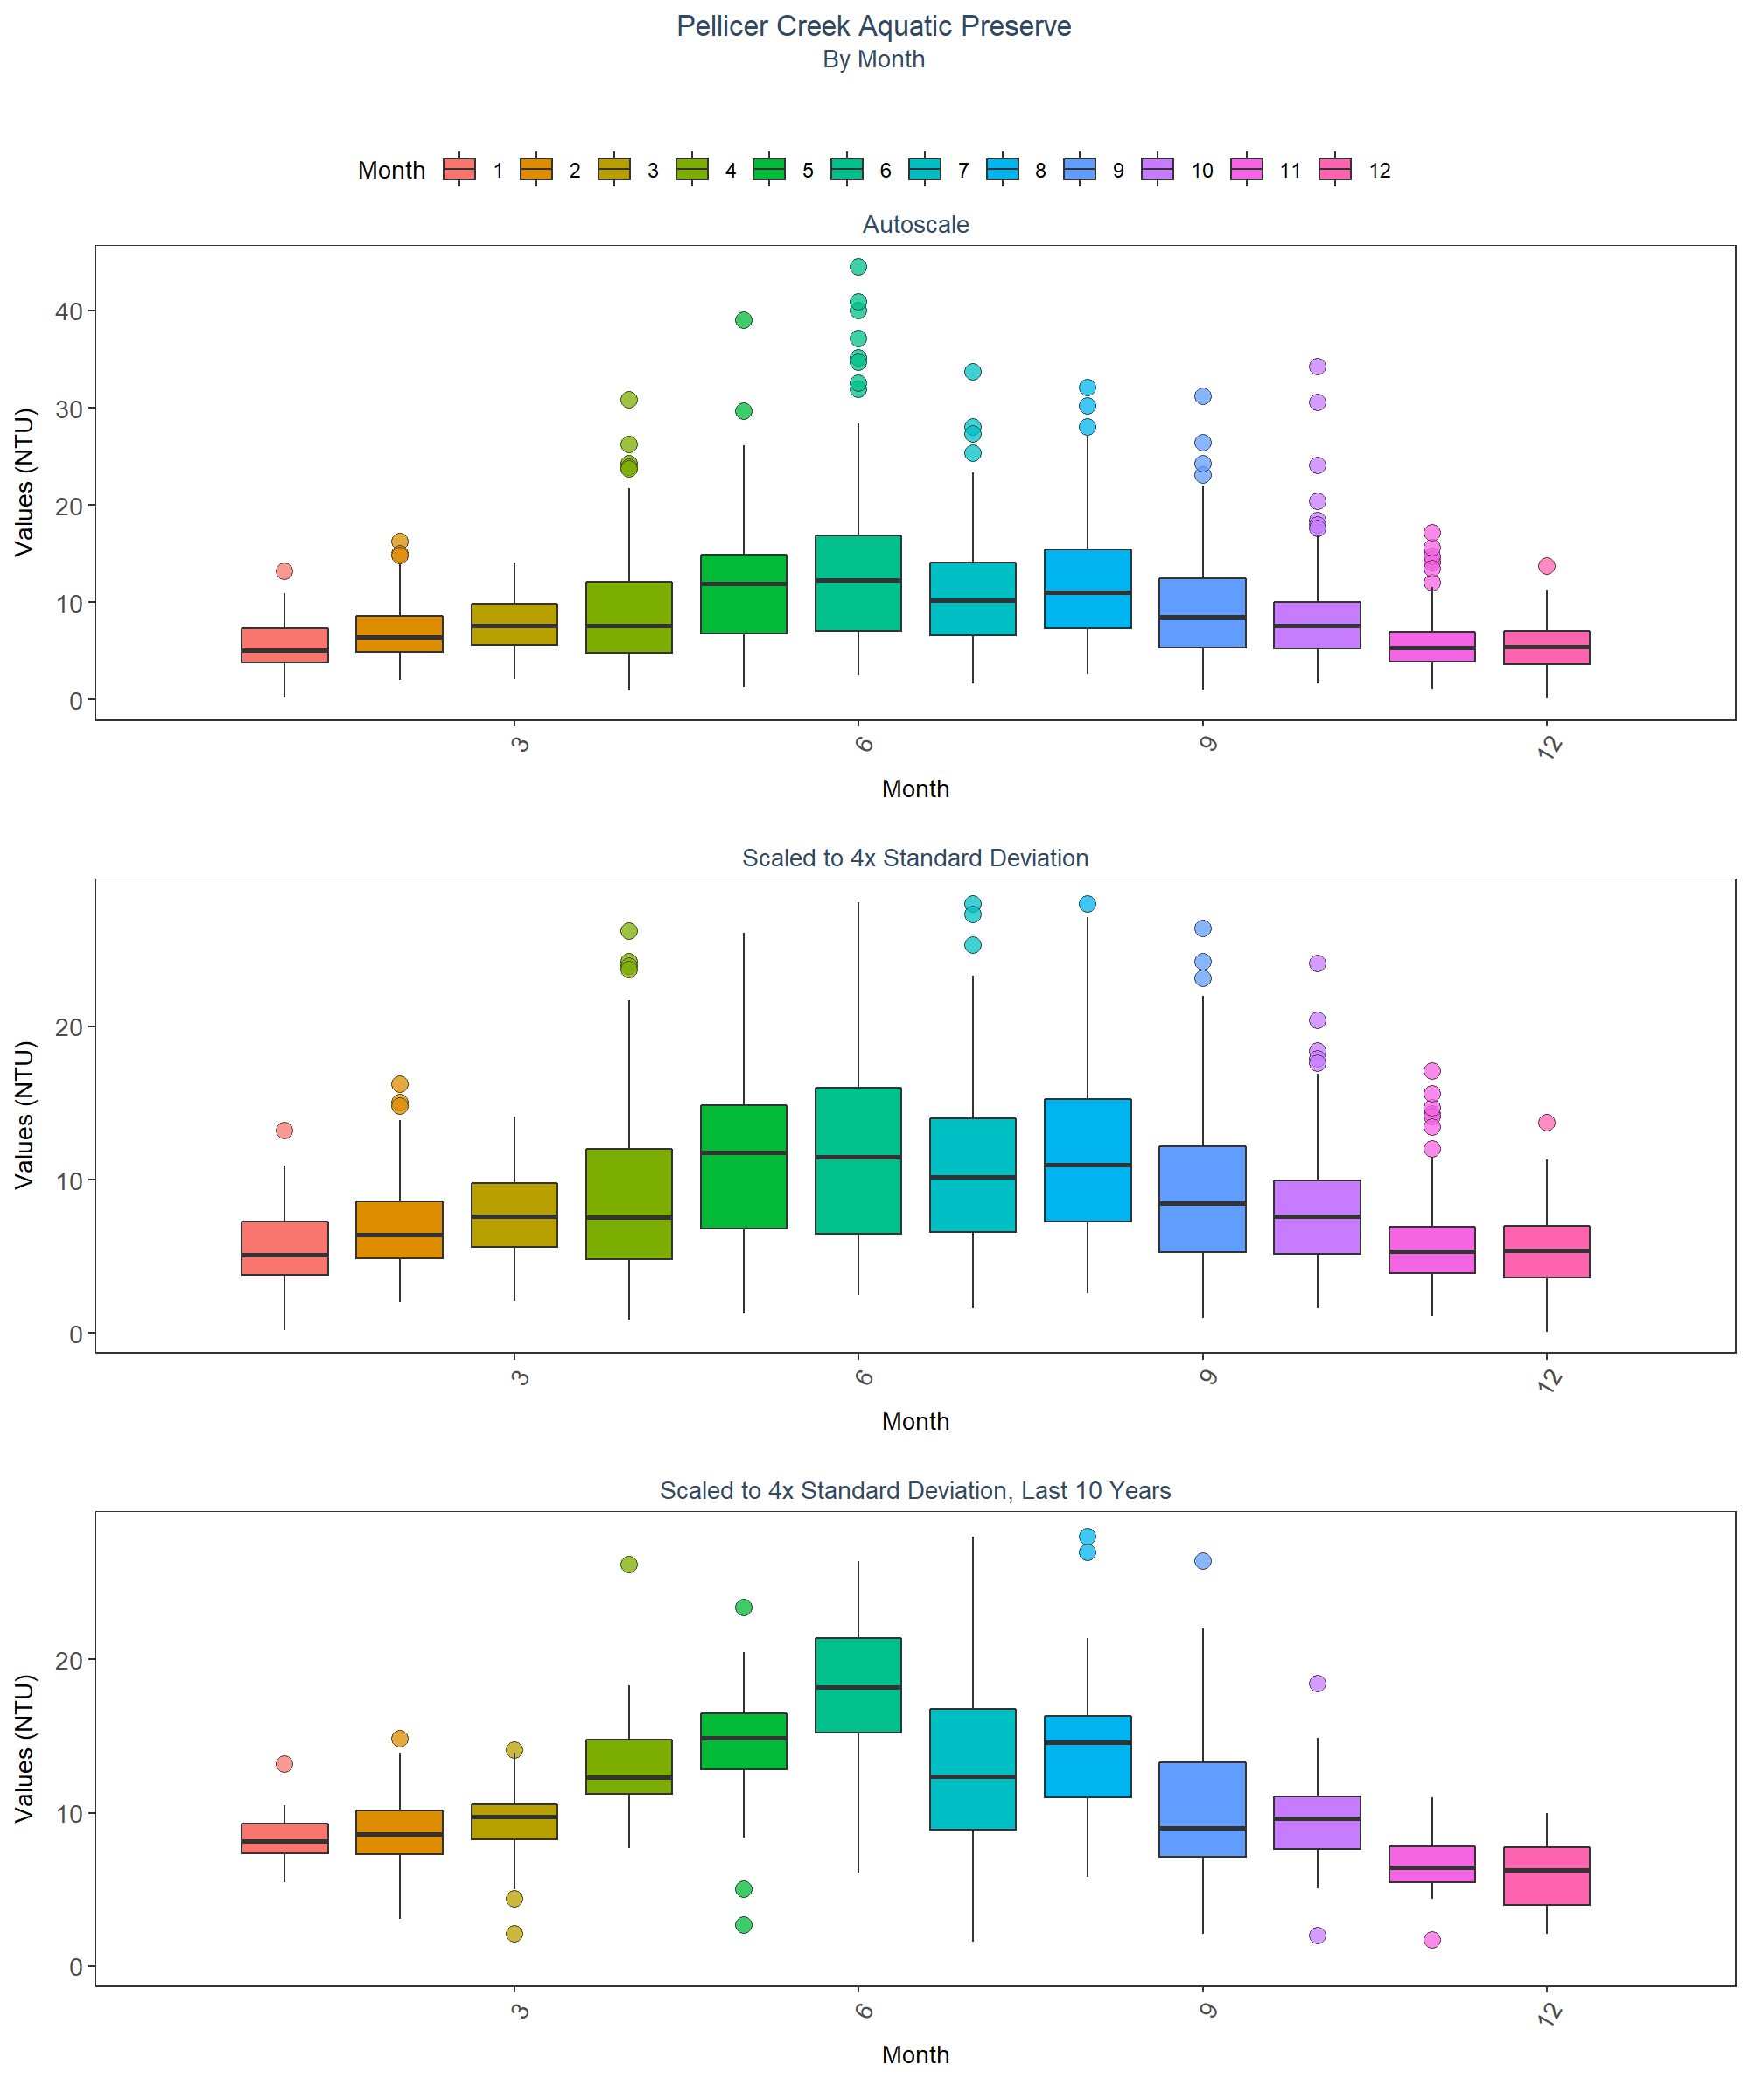 Pellicer Creek Aquatic Preserve
By Month
Month 1 2 3 4 5 6 7 8 9 10 11 12
Autoscale
Values (NTU)
40
30
20
10
0
3 6 9 12
Month
Scaled to 4x Standard Deviation
Values (NTU)
20
10
0
3 6 9 12
Month
Scaled to 4x Standard Deviation, Last 10 Years
Values (NTU)
20
10
0
3 6 9 12
Month